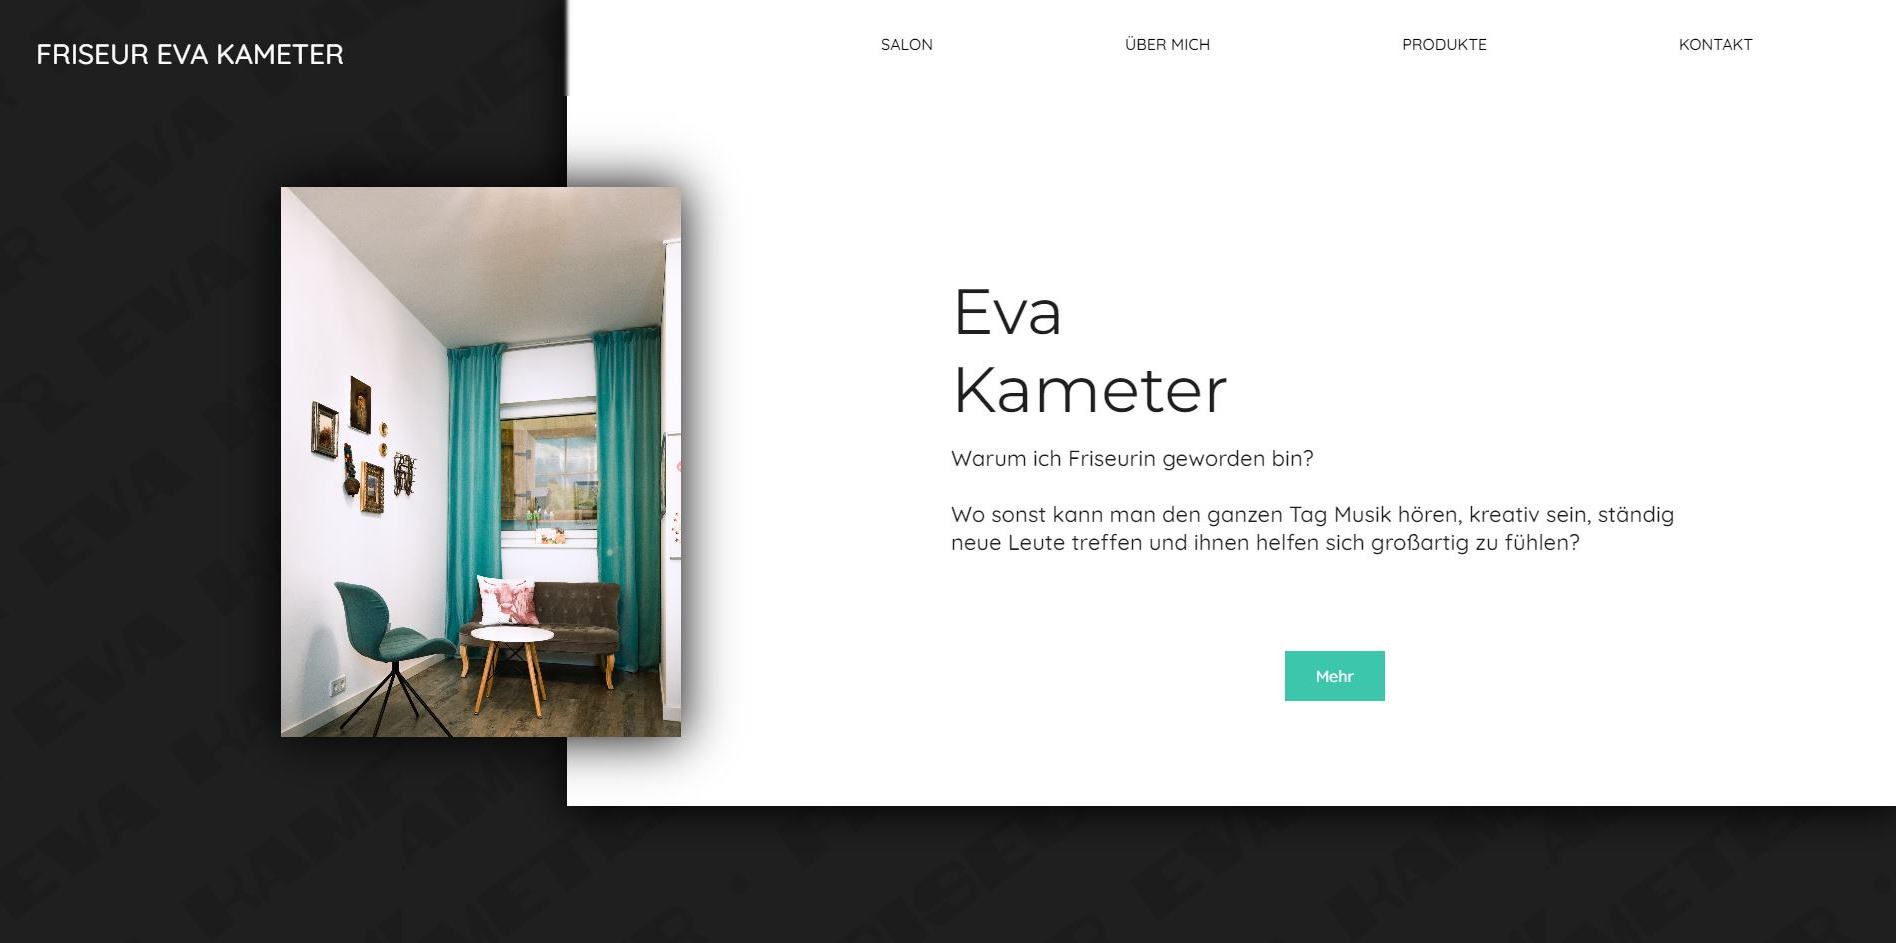 FRISEUR EVA KAMETER
SALON
ÜBER MICH
PRODUKTE
KONTAKT
Eva
Kameter
Warum ich Friseurin geworden bin?
Wo sonst kann man den ganzen Tag Musik hören, kreativ sein, ständig
neue Leute treffen und ihnen helfen sich großartig zu fühlen?
Mehr